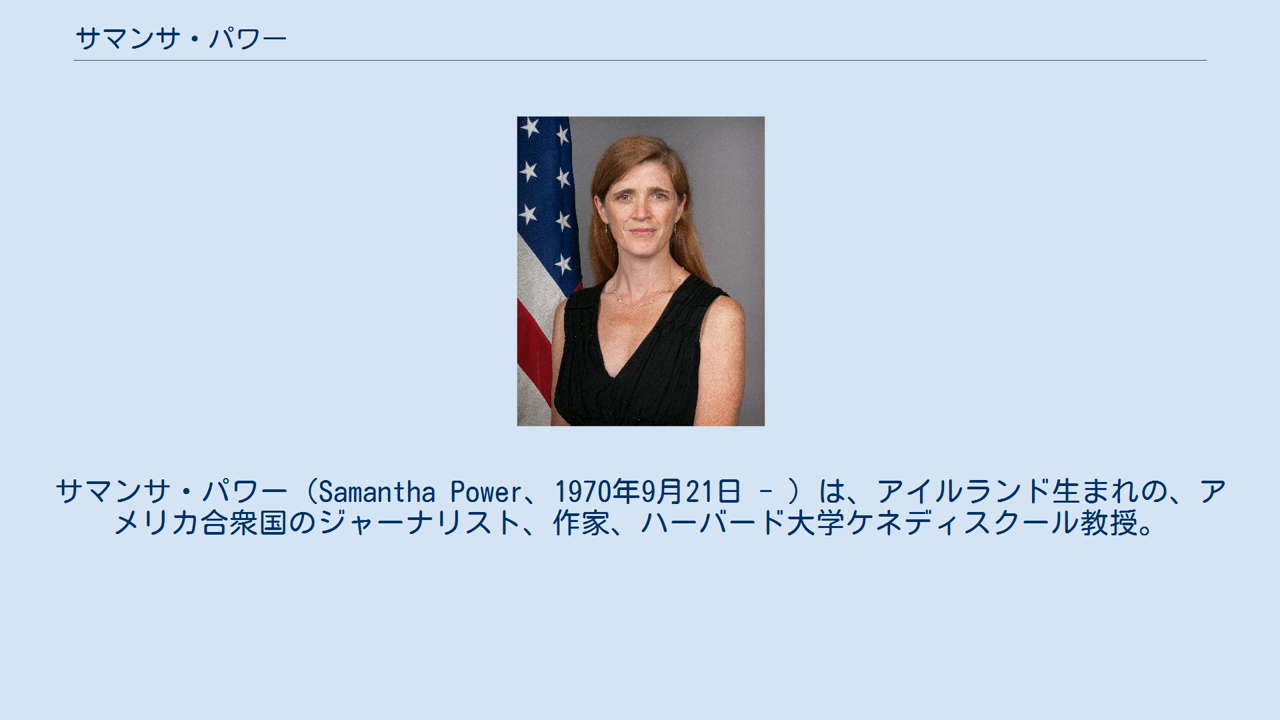 サマンサ・パワー
サマンサ・パワー（Samantha Power、1970年9月21日 - ）は、アイルランド生まれの、ア
メリカ合衆国のジャーナリスト、作家、ハーバード大学ケネディスクール教授。